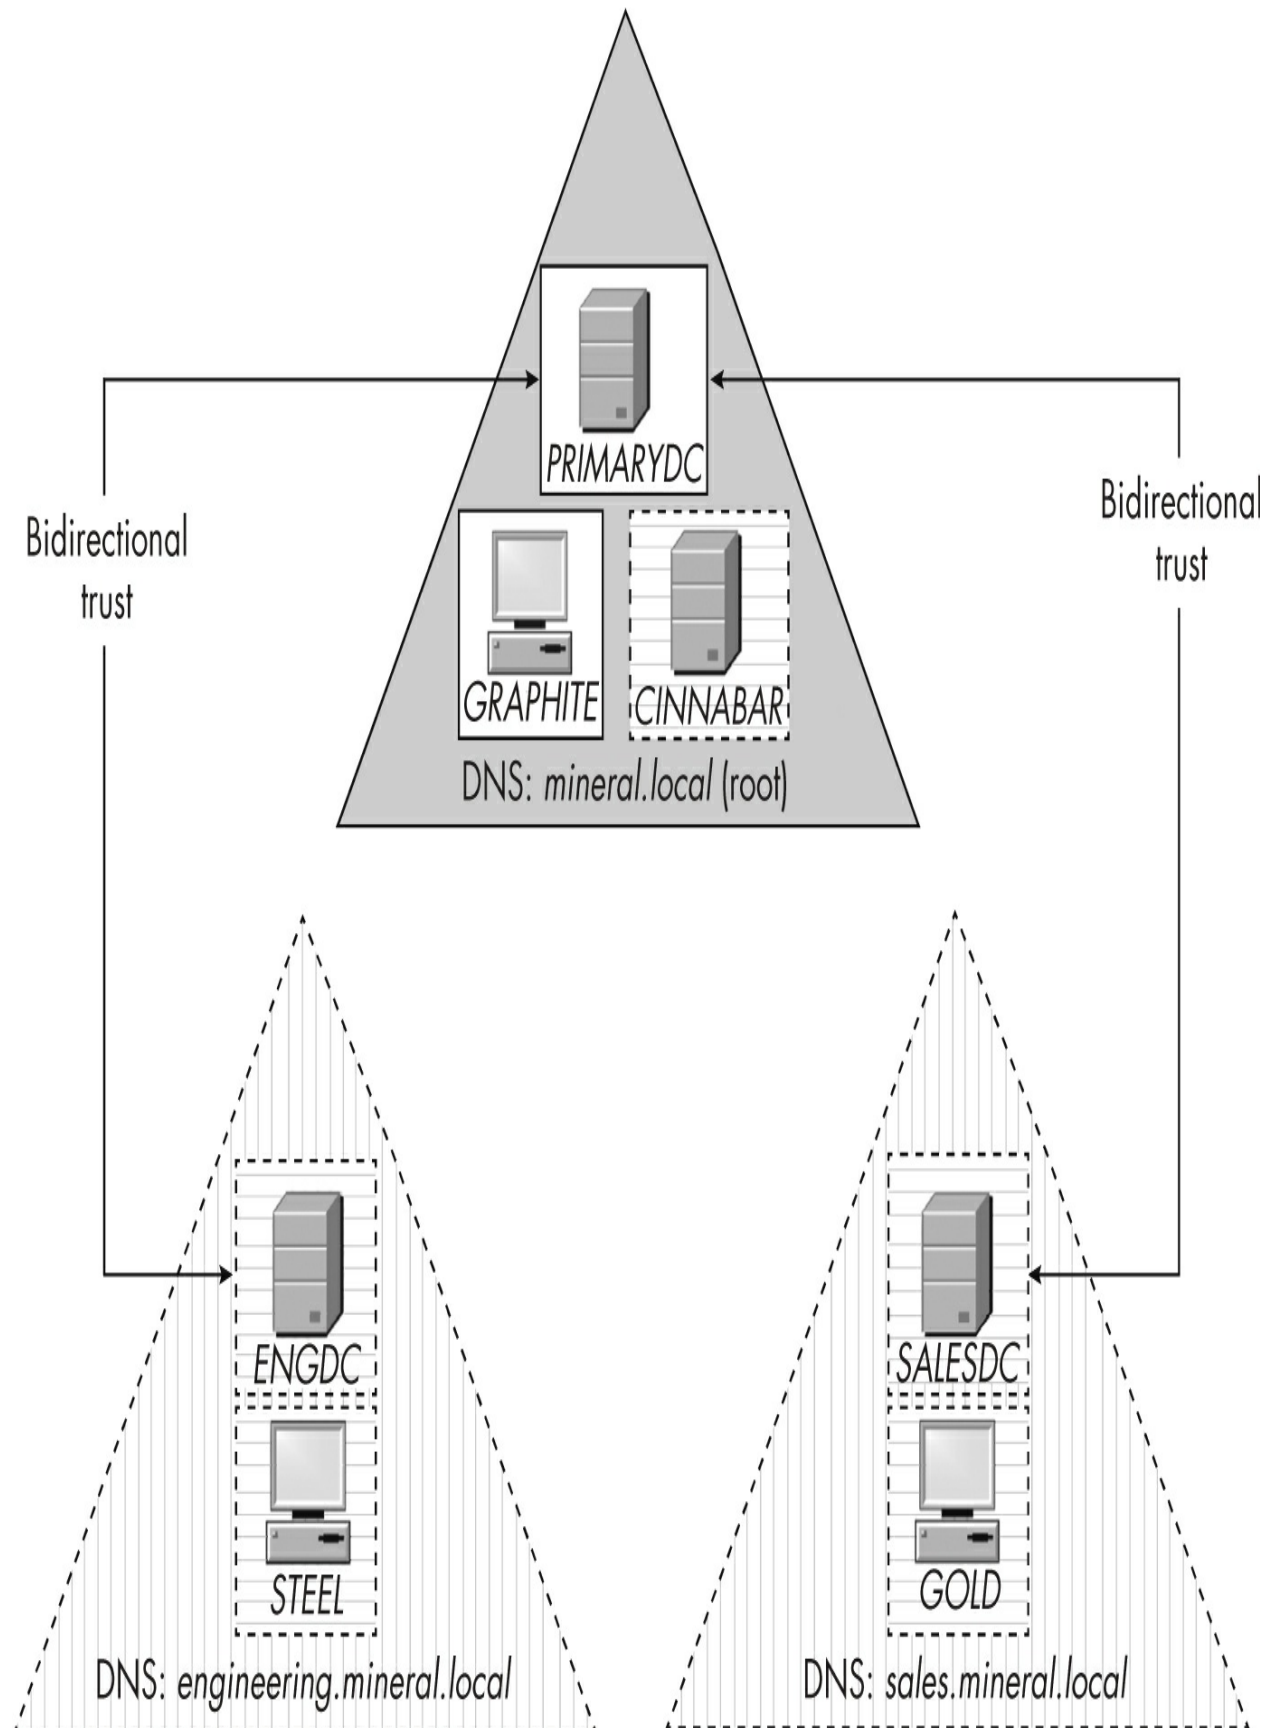 PRIMARYDC
Bidirectional
trust
Bidirectional
trust
GRAPHITE
CINNABAR
DNS: mineral.local (root)
ENGDC
SALESDC
STEEL
GOLD
DNS: engineering.mineral.local
DNS: sales.mineral.local